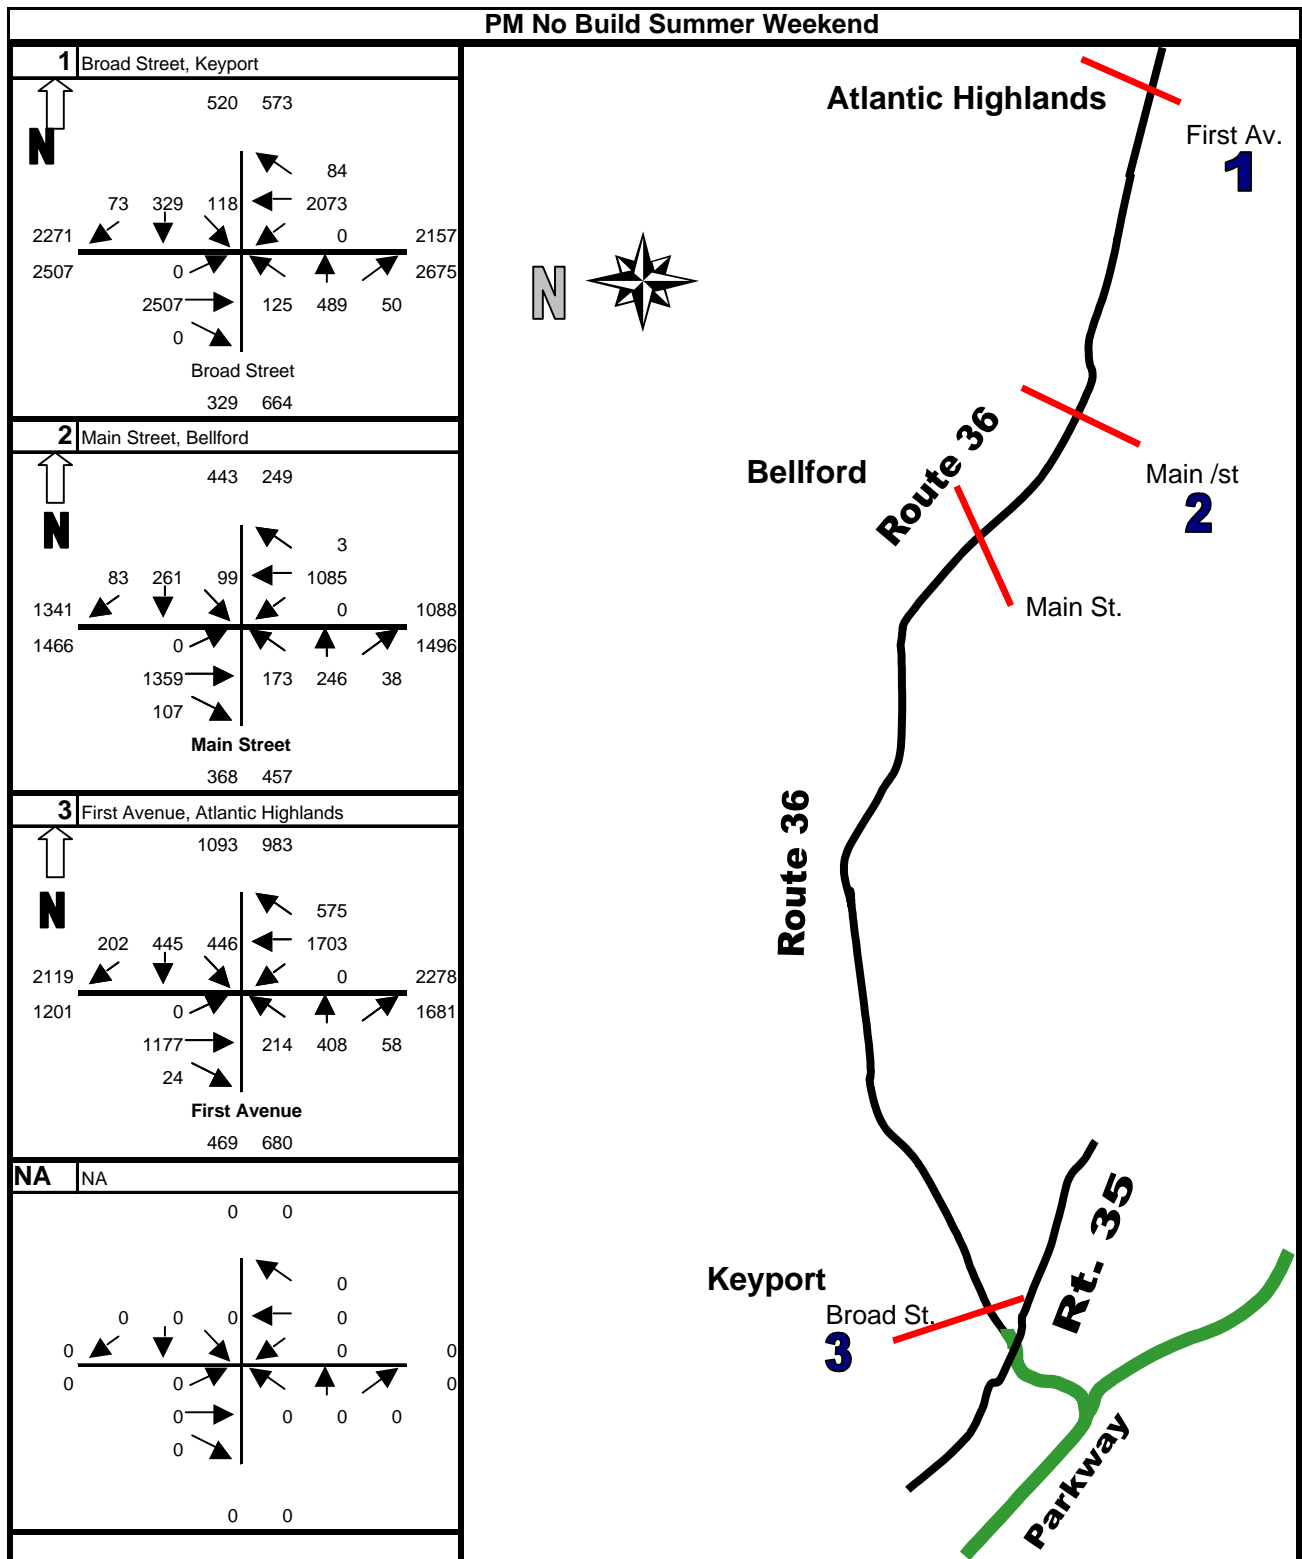 PM No Build Summer Weekend
1 Broad Street, Keyport
N
520 573
84
73 329 118 2073
2271 0 2157
2507 0 2675
2507 125 489 50
0
Broad Street
329 664
2 Main Street, Bellford
443 249
N
3
83 261 99 1085
1341 0 1088
1466 0 1496
1359 173 246 38
107
Main Street
368 457
3 First Avenue, Atlantic Highlands
1093 983
N
575
202 445 446 1703
2119 0 2278
1201 0 1681
1177 214 408 58
24
First Avenue
469 680
NA NA
0 0
0
0 0 0 0
0 0 0
0 0 0
0 0 0 0
0
0 0
Atlantic Highlands
First Av.
1
N
Route 36
Bellford
Main /st
2
Main St.
Route 36
Rt. 35
Keyport
Broad St.
3
Parkway